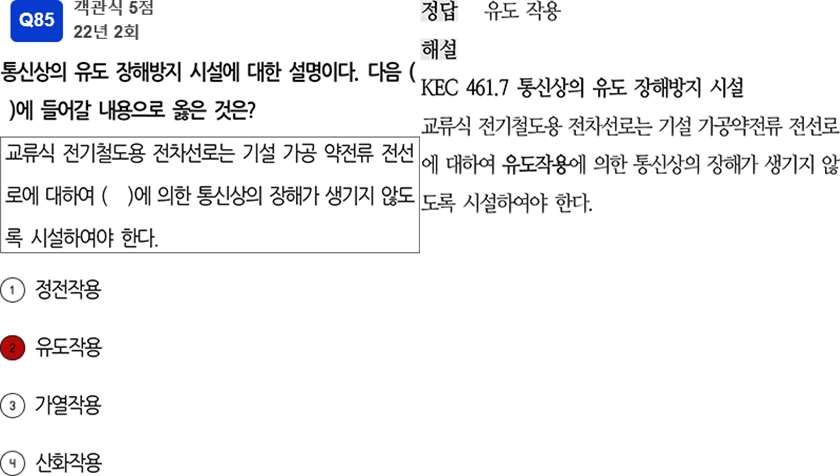 Q85
객관식 5점
22년 2회
통신상의 유도 장해방지 시설에 대한 설명이다. 다음 (
)에 들어갈 내용으로 옳은 것은?
교류식 전기철도용 전차선로는 기설 가공 약전류 전선
로에 대하여 (    )에 의한 통신상의 장해가 생기지 않도
록 시설하여야 한다.
1 정전작용
2 유도작용
3 가열작용
4 산화작용
정답 유도 작용
해설
KEC 461.7 통신상의 유도 장해방지 시설
교류식 전기철도용 전차선로는 기설 가공약전류 전선로
에 대하여 유도작용에 의한 통신상의 장해가 생기지 않
도록 시설하여야 한다.